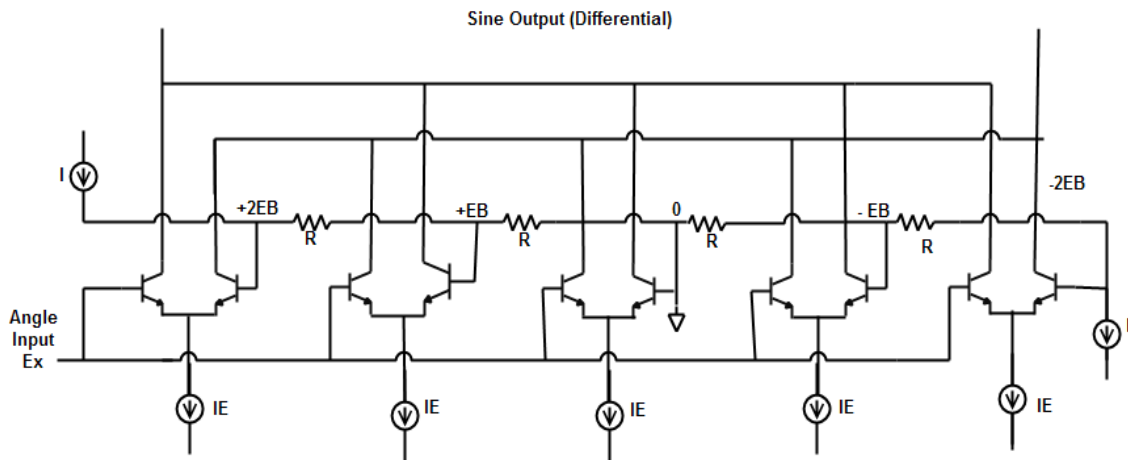 Sine Output (Differential)
I
+2EB
R
+EB
R
0
R
- EB
R
-2EB
Angle
Input
Ex
I
IE
IE
IE
IE
IE